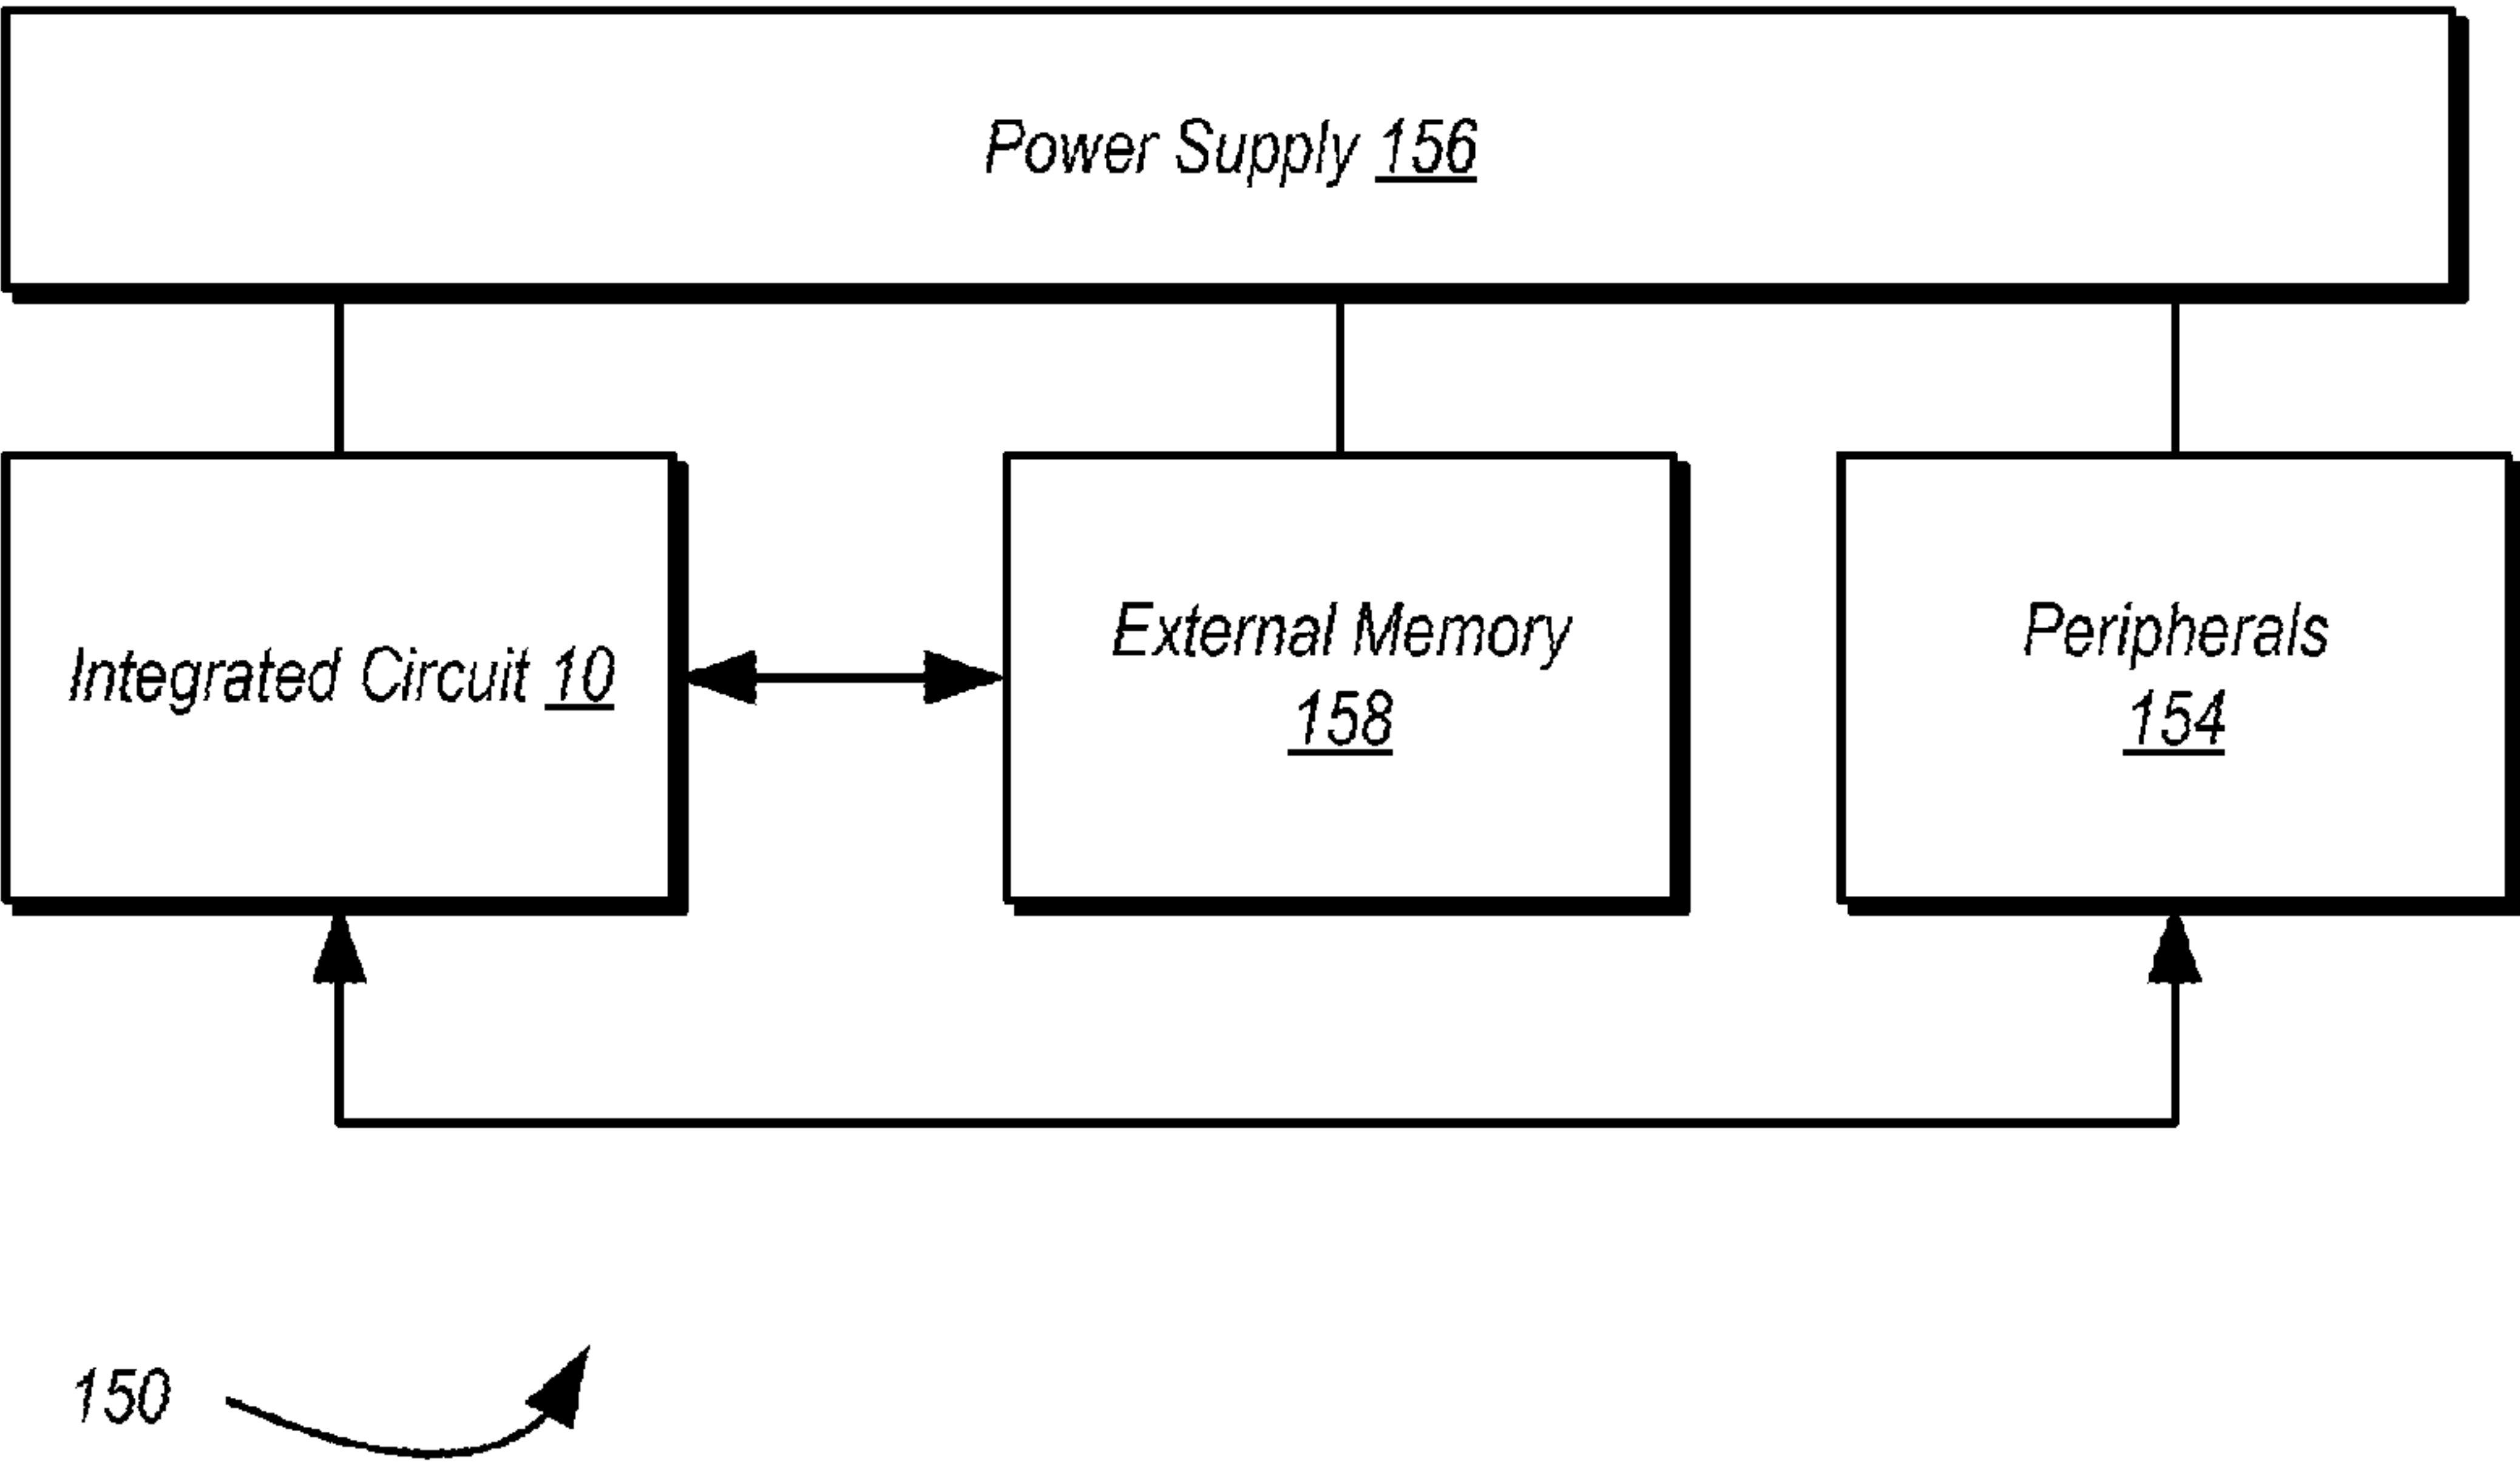 Power Supply 156
Integrated Circuit 10
External Memory
158
Peripherals
154
150